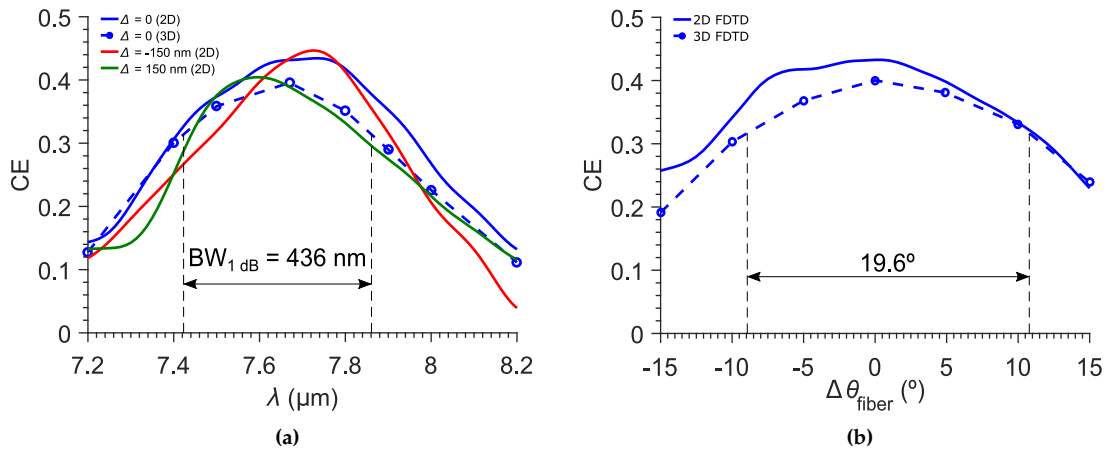 Δ = 0 (2D)
Δ = 0 (3D)
Δ = -150 nm (2D)
Δ = 150 nm (2D)
0.5
0.4
0.3
0.2
0.1
0
CE
BW1 dB = 436 nm
7.2 7.4 7.6 7.8 8 8.2
λ (μm)
(a)
2D FDTD
3D FDTD
0.5
0.4
0.3
0.2
0.1
0
CE
19.6º
-15 -10 -5 0 5 10 15
Δθfiber (º)
(b)